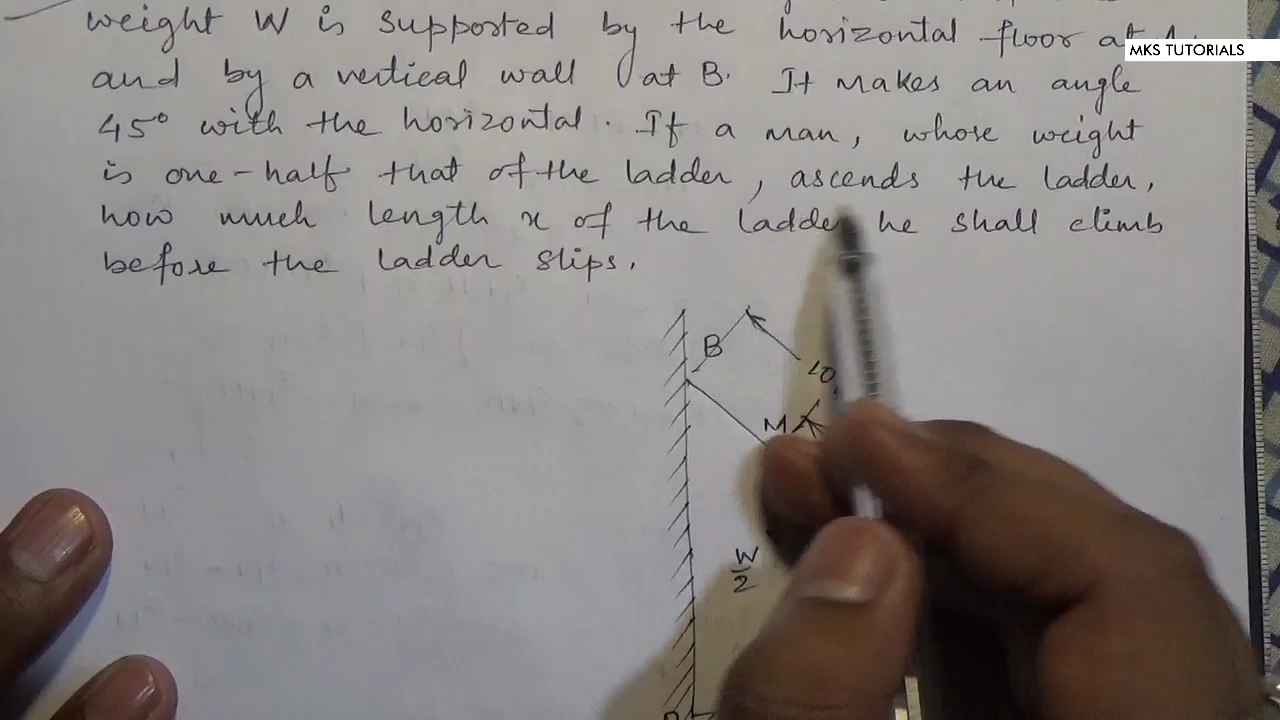 weight W is supported by the horizontal floor at
MKS TUTORIALS
and by a vertical wall at B. It makes an angle
45° with the horizontal. If a man, whose weight
is one-half that of the ladder, ascends the ladder,
how much length x of the ladder he shall climb
before the ladder slips.
B
10
M
W/2